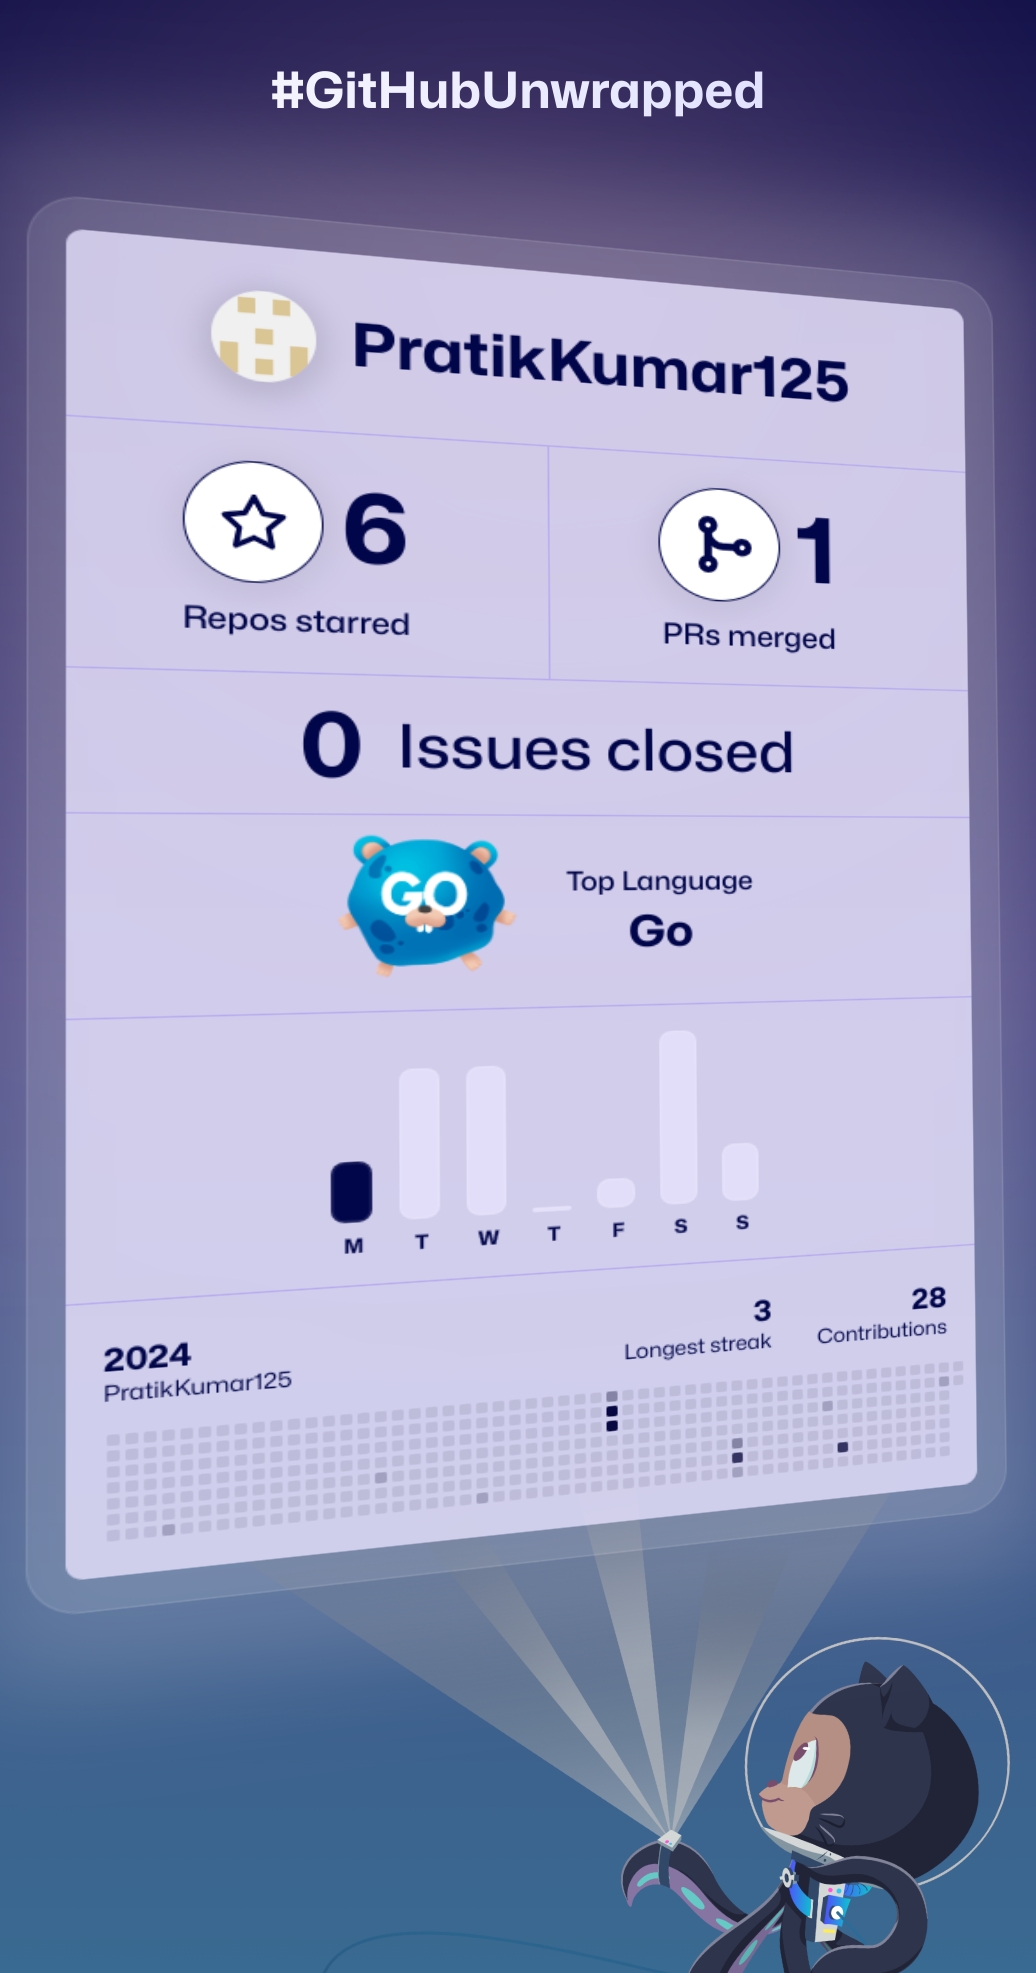 #GitHubUnwrapped
PratikKumar125
6
Repos starred
1
PRs merged
0 Issues closed
GO
Top Language
Go
M T W T F S S
2024
PratikKumar125
3
Longest streak
28
Contributions